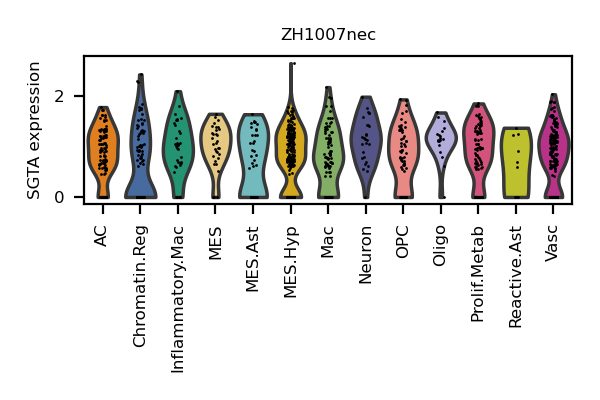 ZH1007nec
SGTA expression
2
0
AC
Chromatin.Reg
Inflammatory.Mac
MES
MES.Ast
MES.Hyp
Mac
Neuron
OPC
Oligo
Prolif.Metab
Reactive.Ast
Vasc